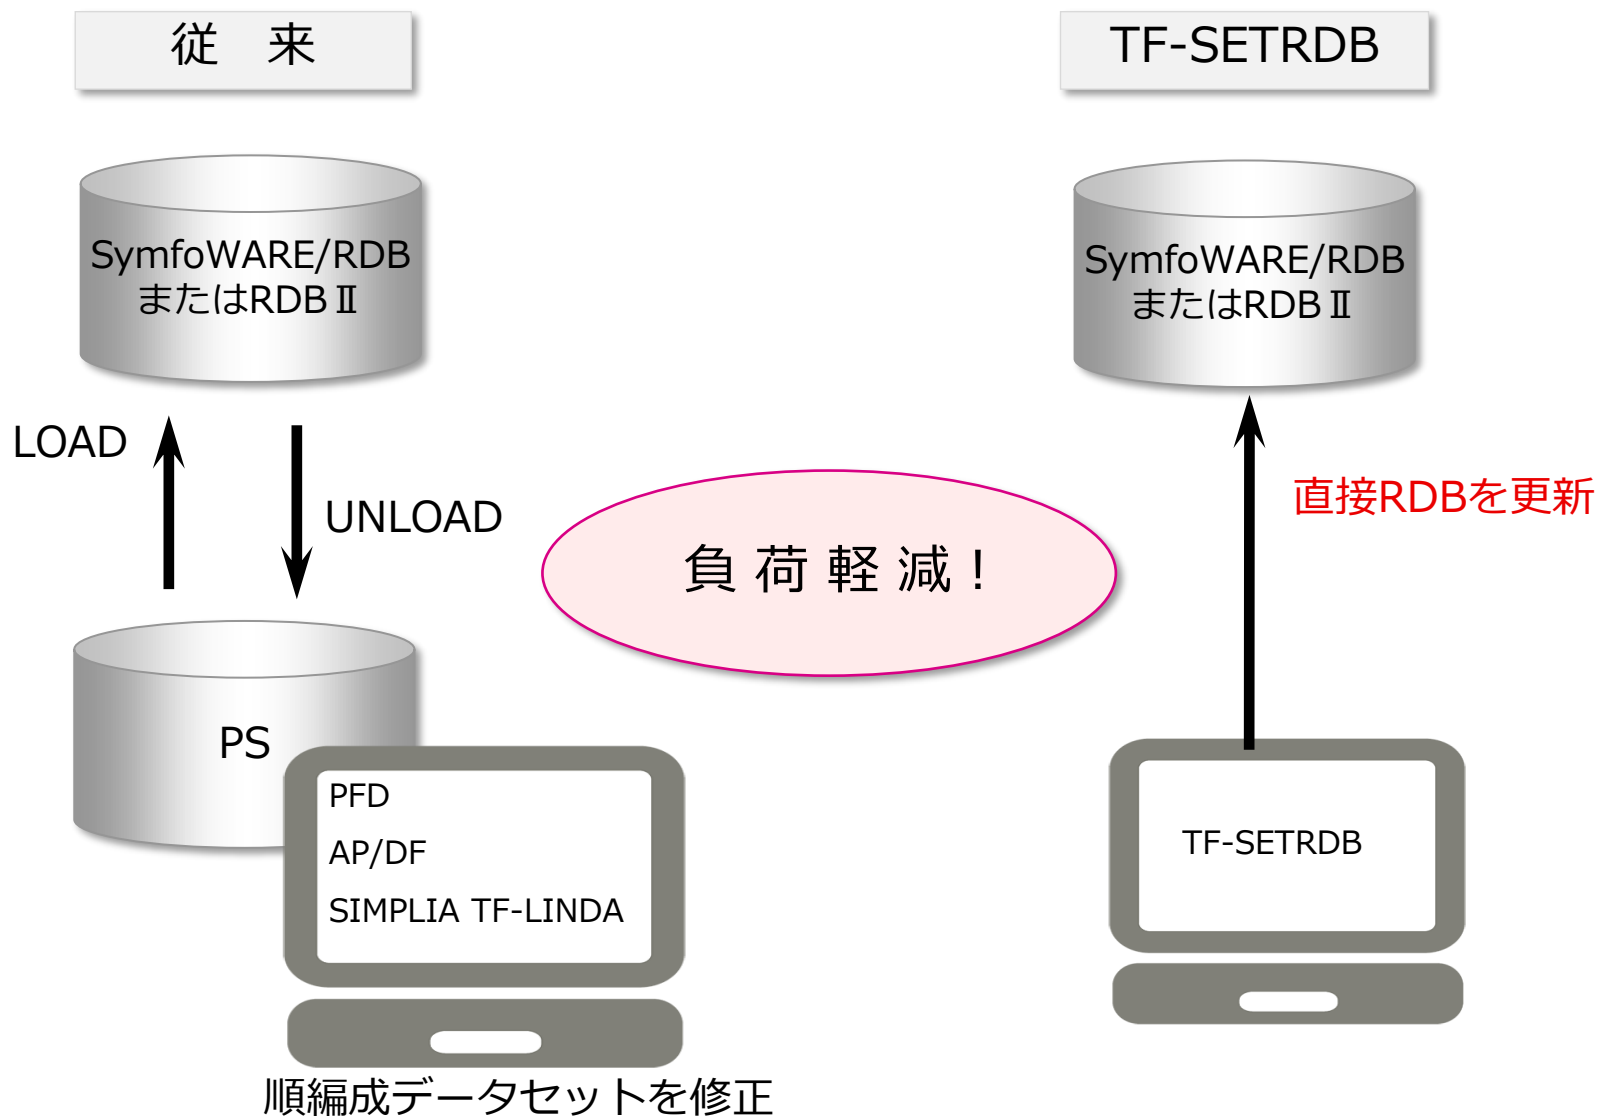 従　来
TF-SETRDB
SymfoWARE/RDB
またはRDBⅡ
SymfoWARE/RDB
またはRDBⅡ
LOAD
UNLOAD
負 荷 軽 減 !
直接RDBを更新
PS
PFD
AP/DF
SIMPLIA TF-LINDA
TF-SETRDB
順編成データセットを修正